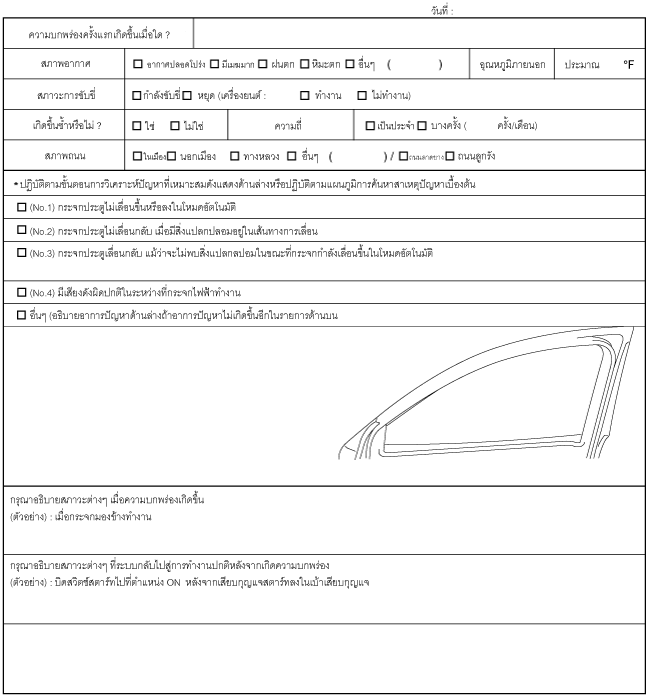 วันที่ :
ความบกพร่องครั้งแรกเกิดขึ้นเมื่อใด ?
สภาพอากาศ อากาศปลอดโปร่ง มีเมฆมาก ฝนตก หิมะตก อื่นๆ ( ) อุณหภูมิภายนอก ประมาณ °F
สภาวะการขับขี่ กำลังขับขี่ หยุด (เครื่องยนต์ : ทำงาน ไม่ทำงาน)
เกิดขึ้นซ้ำหรือไม่ ? ใช่ ไม่ใช่ ความถี่ เป็นประจำ บางครั้ง ( ครั้ง/เดือน)
สภาพถนน ในเมือง นอกเมือง ทางหลวง อื่นๆ ( ) / ถนนลาดยาง ถนนลูกรัง
•ปฏิบัติตามขั้นตอนการวิเคราะห์ปัญหาที่เหมาะสมดังแสดงด้านล่างหรือปฏิบัติตามแผนภูมิการค้นหาสาเหตุปัญหาเบื้องต้น
(No.1) กระจกประตูไม่เลื่อนขึ้นหรือลงในโหมดอัตโนมัติ
(No.2) กระจกประตูไม่เลื่อนกลับ เมื่อมีสิ่งแปลกปลอมอยู่ในเส้นทางการเลื่อน
(No.3) กระจกประตูเลื่อนกลับ แม้ว่าจะไม่พบสิ่งแปลกปลอมในขณะที่กระจกกำลังเลื่อนขึ้นในโหมดอัตโนมัติ
(No.4) มีเสียงดังผิดปกติในระหว่างที่กระจกไฟฟ้าทำงาน
อื่นๆ (อธิบายอาการปัญหาด้านล่างถ้าอาการปัญหาไม่เกิดขึ้นอีกในรายการด้านบน
กรุณาอธิบายสภาวะต่างๆ เมื่อความบกพร่องเกิดขึ้น
(ตัวอย่าง) : เมื่อกระจกมองข้างทำงาน
กรุณาอธิบายสภาวะต่างๆ ที่ระบบกลับไปสู่การทำงานปกติหลังจากเกิดความบกพร่อง
(ตัวอย่าง) : บิดสวิตช์สตาร์ทไปที่ตำแหน่ง ON หลังจากเสียบกุญแจสตาร์ทลงในเบ้าเสียบกุญแจ